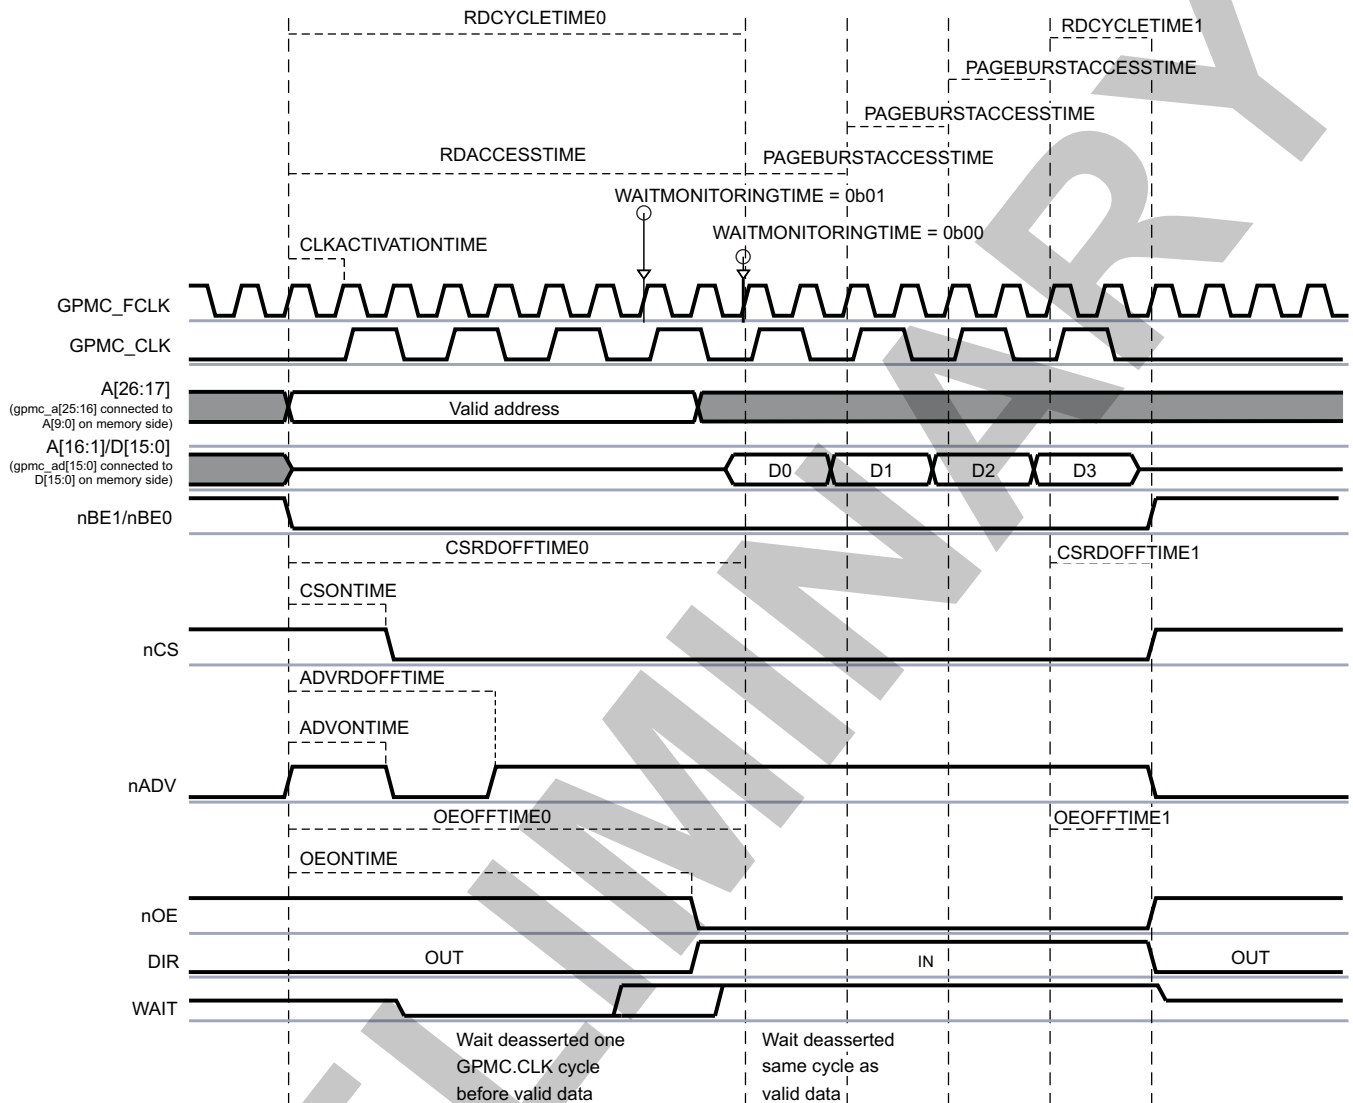 RDCYCLETIME0
RDCYCLETIME1
PAGEBURSTACCESSTIME
PAGEBURSTACCESSTIME
RDACCESSTIME
PAGEBURSTACCESSTIME
WAITMONITORINGTIME = 0b01
WAITMONITORINGTIME = 0b00
CLKACTIVATIONTIME
GPMC_FCLK
GPMC_CLK
A[26:17]
(gpmc_a[25:16] connected to
A[9:0] on memory side)
Valid address
A[16:1]/D[15:0]
(gpmc_ad[15:0] connected to
D[15:0] on memory side)
D0
D1
D2
D3
nBE1/nBE0
CSRDOFFTIME0
CSRDOFFTIME1
CSONTIME
nCS
ADVRDOFFTIME
ADVONTIME
nADV
OEOFFTIME0
OEOFFTIME1
OEONTIME
nOE
DIR
OUT
IN
OUT
WAIT
Wait deasserted one
GPMC.CLK cycle
before valid data
Wait deasserted
same cycle as
valid data